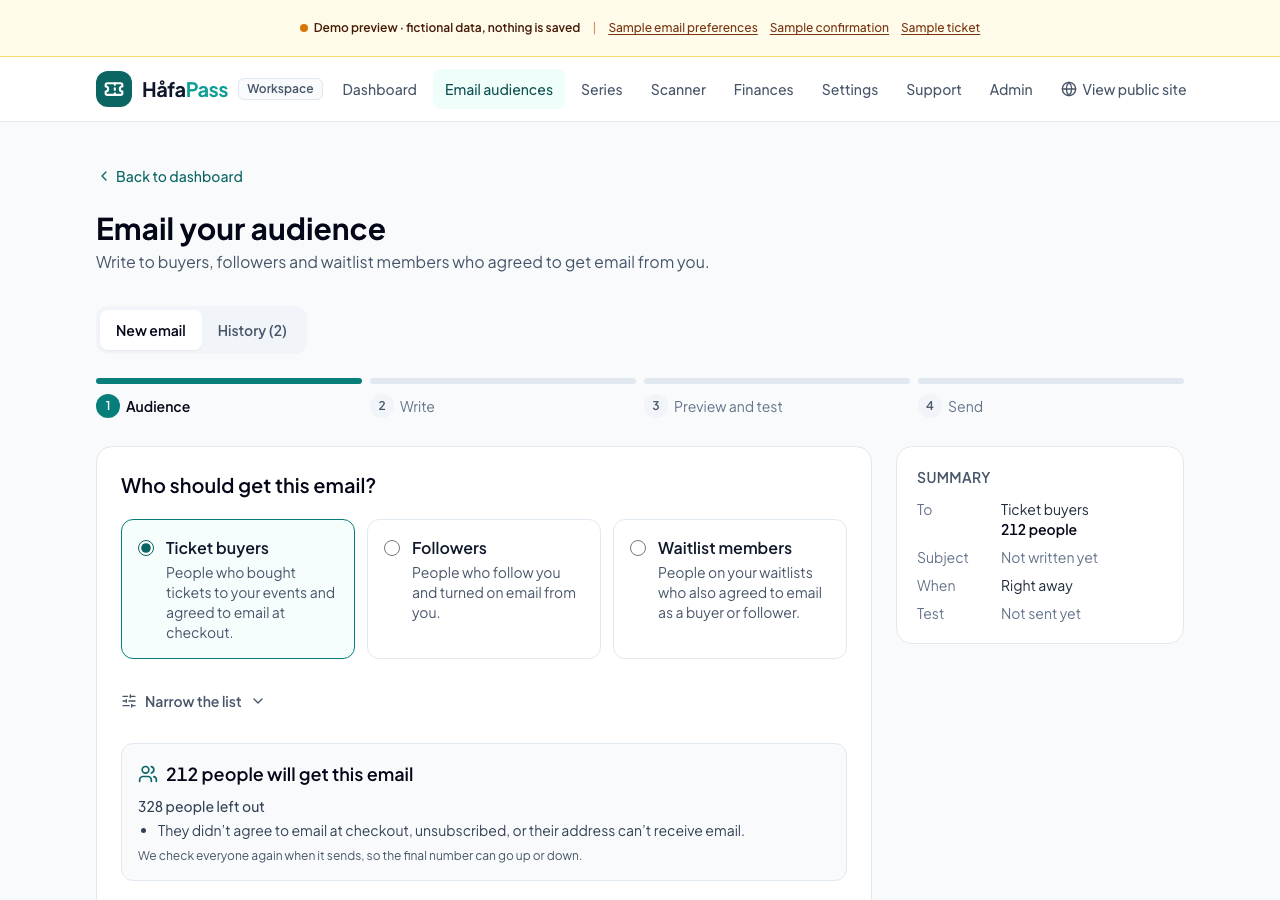 Demo preview · fictional data, nothing is saved | Sample email preferences Sample confirmation Sample ticket
HåfaPass Workspace Dashboard Email audiences Series Scanner Finances Settings Support Admin View public site
Back to dashboard
Email your audience
Write to buyers, followers and waitlist members who agreed to get email from you.
New email History (2)
1 Audience 2 Write 3 Preview and test 4 Send
Who should get this email?
Ticket buyers
People who bought
tickets to your events and
agreed to email at
checkout.
Followers
People who follow you
and turned on email from
you.
Waitlist members
People on your waitlists
who also agreed to email
as a buyer or follower.
Narrow the list
212 people will get this email
328 people left out
• They didn't agree to email at checkout, unsubscribed, or their address can't receive email.
We check everyone again when it sends, so the final number can go up or down.
SUMMARY
To Ticket buyers
212 people
Subject Not written yet
When Right away
Test Not sent yet